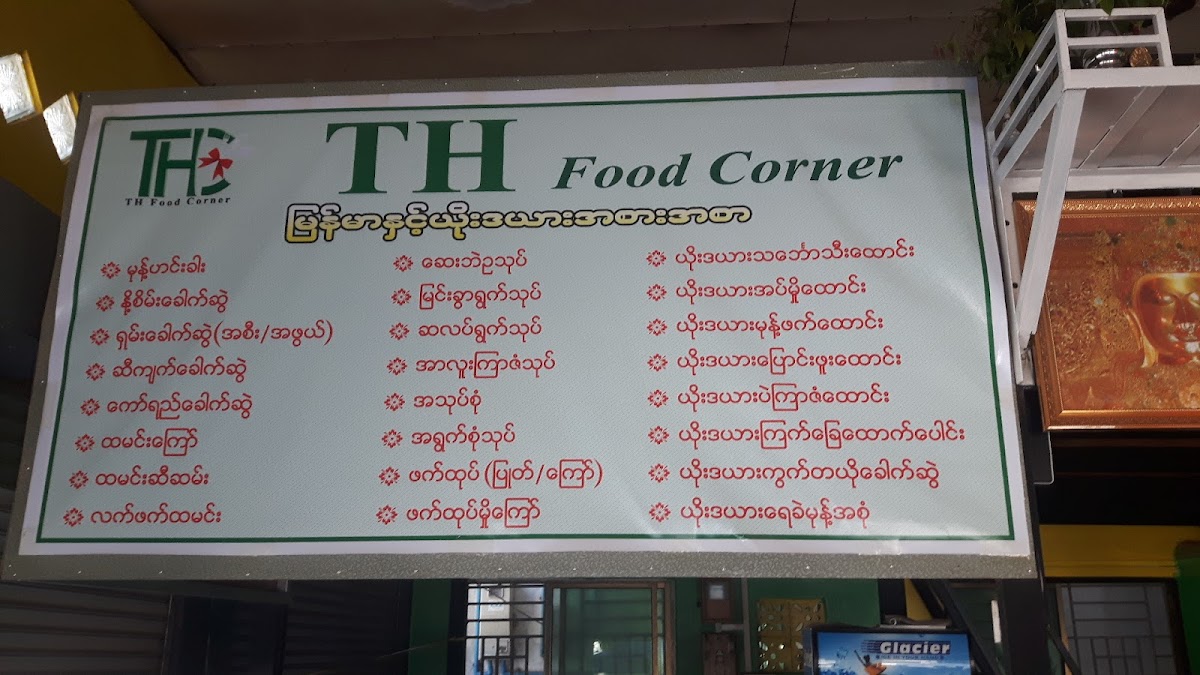 THC
TH Food Corner
TH Food Corner
မြန်မာနှင့်ယိုးဒယားအစားအစာ
မုန့်ဟင်းခါး
နို့စိမ်းခေါက်ဆွဲ
ရှမ်းခေါက်ဆွဲ(အစီး/အဖွယ်)
ဆီကျက်ခေါက်ဆွဲ
ကော်ရည်ခေါက်ဆွဲ
ထမင်းကြော်
ထမင်းဆီဆမ်း
လက်ဖက်ထမင်း
ဆေးဘဲဥသုပ်
မြင်းခွာရွက်သုပ်
ဆလပ်ရွက်သုပ်
အာလူးကြာဇံသုပ်
အသုပ်စုံ
အရွက်စုံသုပ်
ဖက်ထုပ်(ပြုတ်/ကြော်)
ဖက်ထုပ်မှိုကြော်
ယိုးဒယားသင်္ဘောသီးထောင်း
ယိုးဒယားအပ်မှိုထောင်း
ယိုးဒယားမုန့်ဖက်ထောင်း
ယိုးဒယားပြောင်းဖူးထောင်း
ယိုးဒယားပဲကြာဇံထောင်း
ယိုးဒယားကြက်ခြေထောက်ပေါင်း
ယိုးဒယားကွက်တယိုခေါက်ဆွဲ
ယိုးဒယားရေခဲမုန့်အစုံ
Glacier